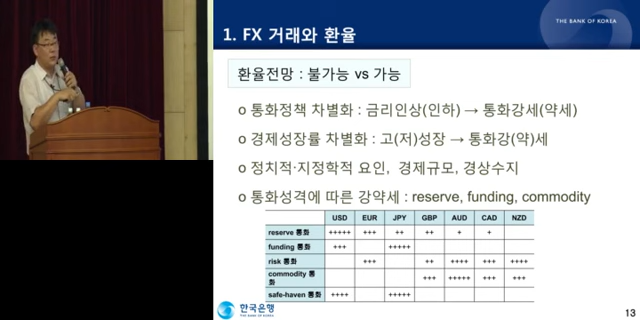 THE BANK OF KOREA
1. FX 거래와 환율
환율전망 : 불가능 vs 가능
o 통화정책 차별화 : 금리인상(인하) → 통화강세(약세)
o 경제성장률 차별화 : 고(저)성장 → 통화강(약)세
o 정치적·지정학적 요인, 경제규모, 경상수지
o 통화성격에 따른 강약세 : reserve, funding, commodity
USD EUR JPY GBP AUD CAD NZD
reserve 통화 +++++ +++ ++ ++ + +
funding 통화 +++ +++++
risk 통화 +++ ++ ++++ +++ ++++
commodity 통화 +++ +++++ +++ +++
safe-haven 통화 ++++ +++++
한국은행
THE BANK OF KOREA
13